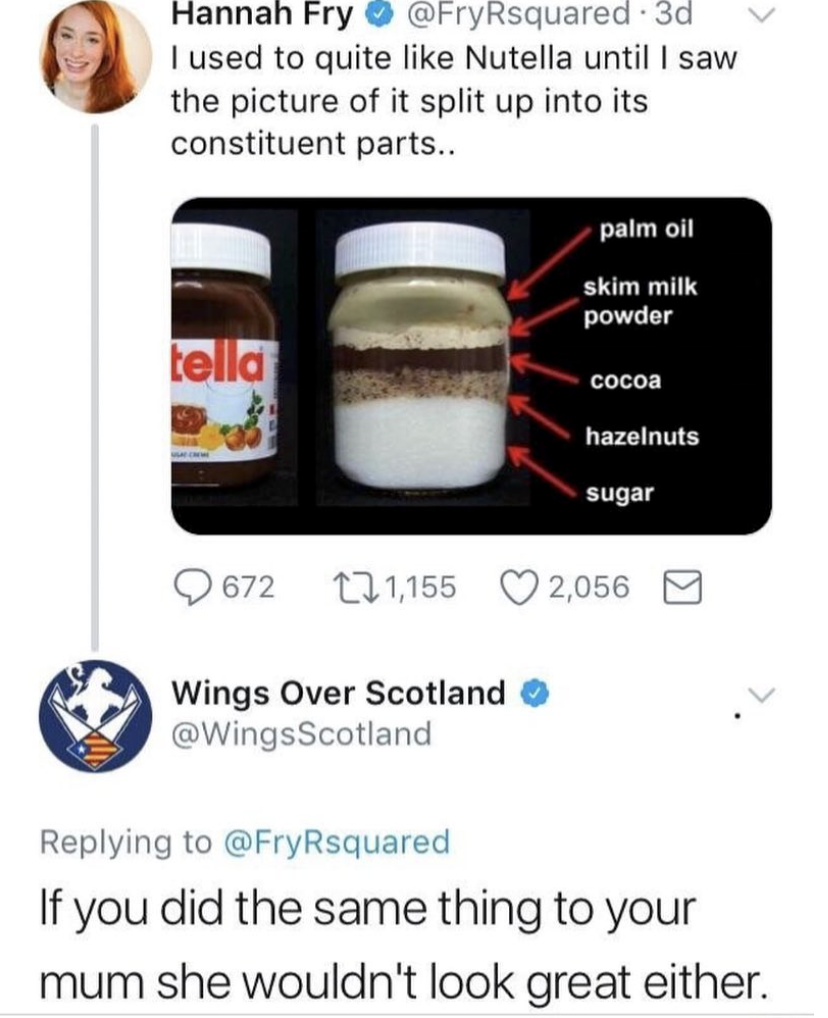 Hannah Fry @FryRsquared · 3d
I used to quite like Nutella until I saw
the picture of it split up into its
constituent parts..
tella
palm oil
skim milk
powder
cocoa
hazelnuts
sugar
672 1,155 2,056
Wings Over Scotland
@WingsScotland
Replying to @FryRsquared
If you did the same thing to your
mum she wouldn't look great either.